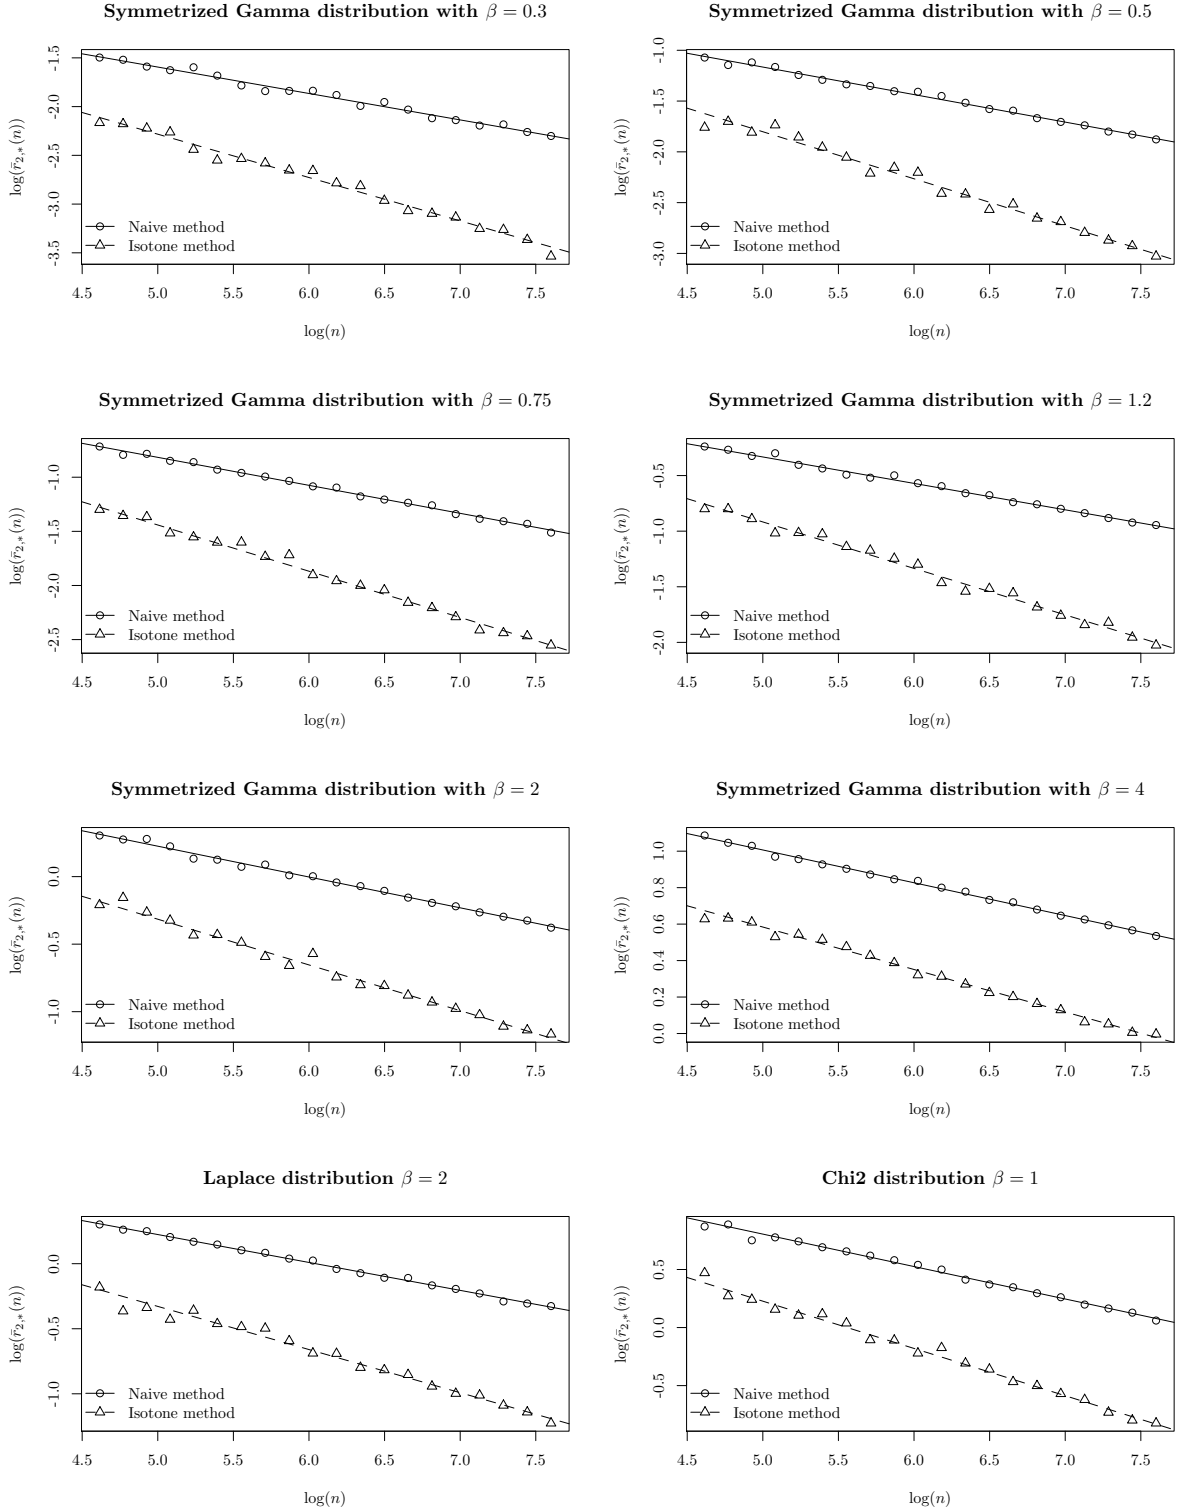 Symmetrized Gamma distribution with β = 0.3
-1.5
-2.0
-2.5
-3.0
-3.5
log(r̄₂,∗(n))
Naive method
Isotone method
4.5 5.0 5.5 6.0 6.5 7.0 7.5
log(n)
Symmetrized Gamma distribution with β = 0.5
-1.0
-1.5
-2.0
-2.5
-3.0
log(r̄₂,∗(n))
Naive method
Isotone method
4.5 5.0 5.5 6.0 6.5 7.0 7.5
log(n)
Symmetrized Gamma distribution with β = 0.75
-1.0
-1.5
-2.0
-2.5
log(r̄₂,∗(n))
Naive method
Isotone method
4.5 5.0 5.5 6.0 6.5 7.0 7.5
log(n)
Symmetrized Gamma distribution with β = 1.2
-0.5
-1.0
-1.5
-2.0
log(r̄₂,∗(n))
Naive method
Isotone method
4.5 5.0 5.5 6.0 6.5 7.0 7.5
log(n)
Symmetrized Gamma distribution with β = 2
0.0
-0.5
-1.0
log(r̄₂,∗(n))
Naive method
Isotone method
4.5 5.0 5.5 6.0 6.5 7.0 7.5
log(n)
Symmetrized Gamma distribution with β = 4
1.0
0.8
0.6
0.4
0.2
0.0
log(r̄₂,∗(n))
Naive method
Isotone method
4.5 5.0 5.5 6.0 6.5 7.0 7.5
log(n)
Laplace distribution β = 2
0.0
-0.5
-1.0
log(r̄₂,∗(n))
Naive method
Isotone method
4.5 5.0 5.5 6.0 6.5 7.0 7.5
log(n)
Chi2 distribution β = 1
0.5
0.0
-0.5
log(r̄₂,∗(n))
Naive method
Isotone method
4.5 5.0 5.5 6.0 6.5 7.0 7.5
log(n)